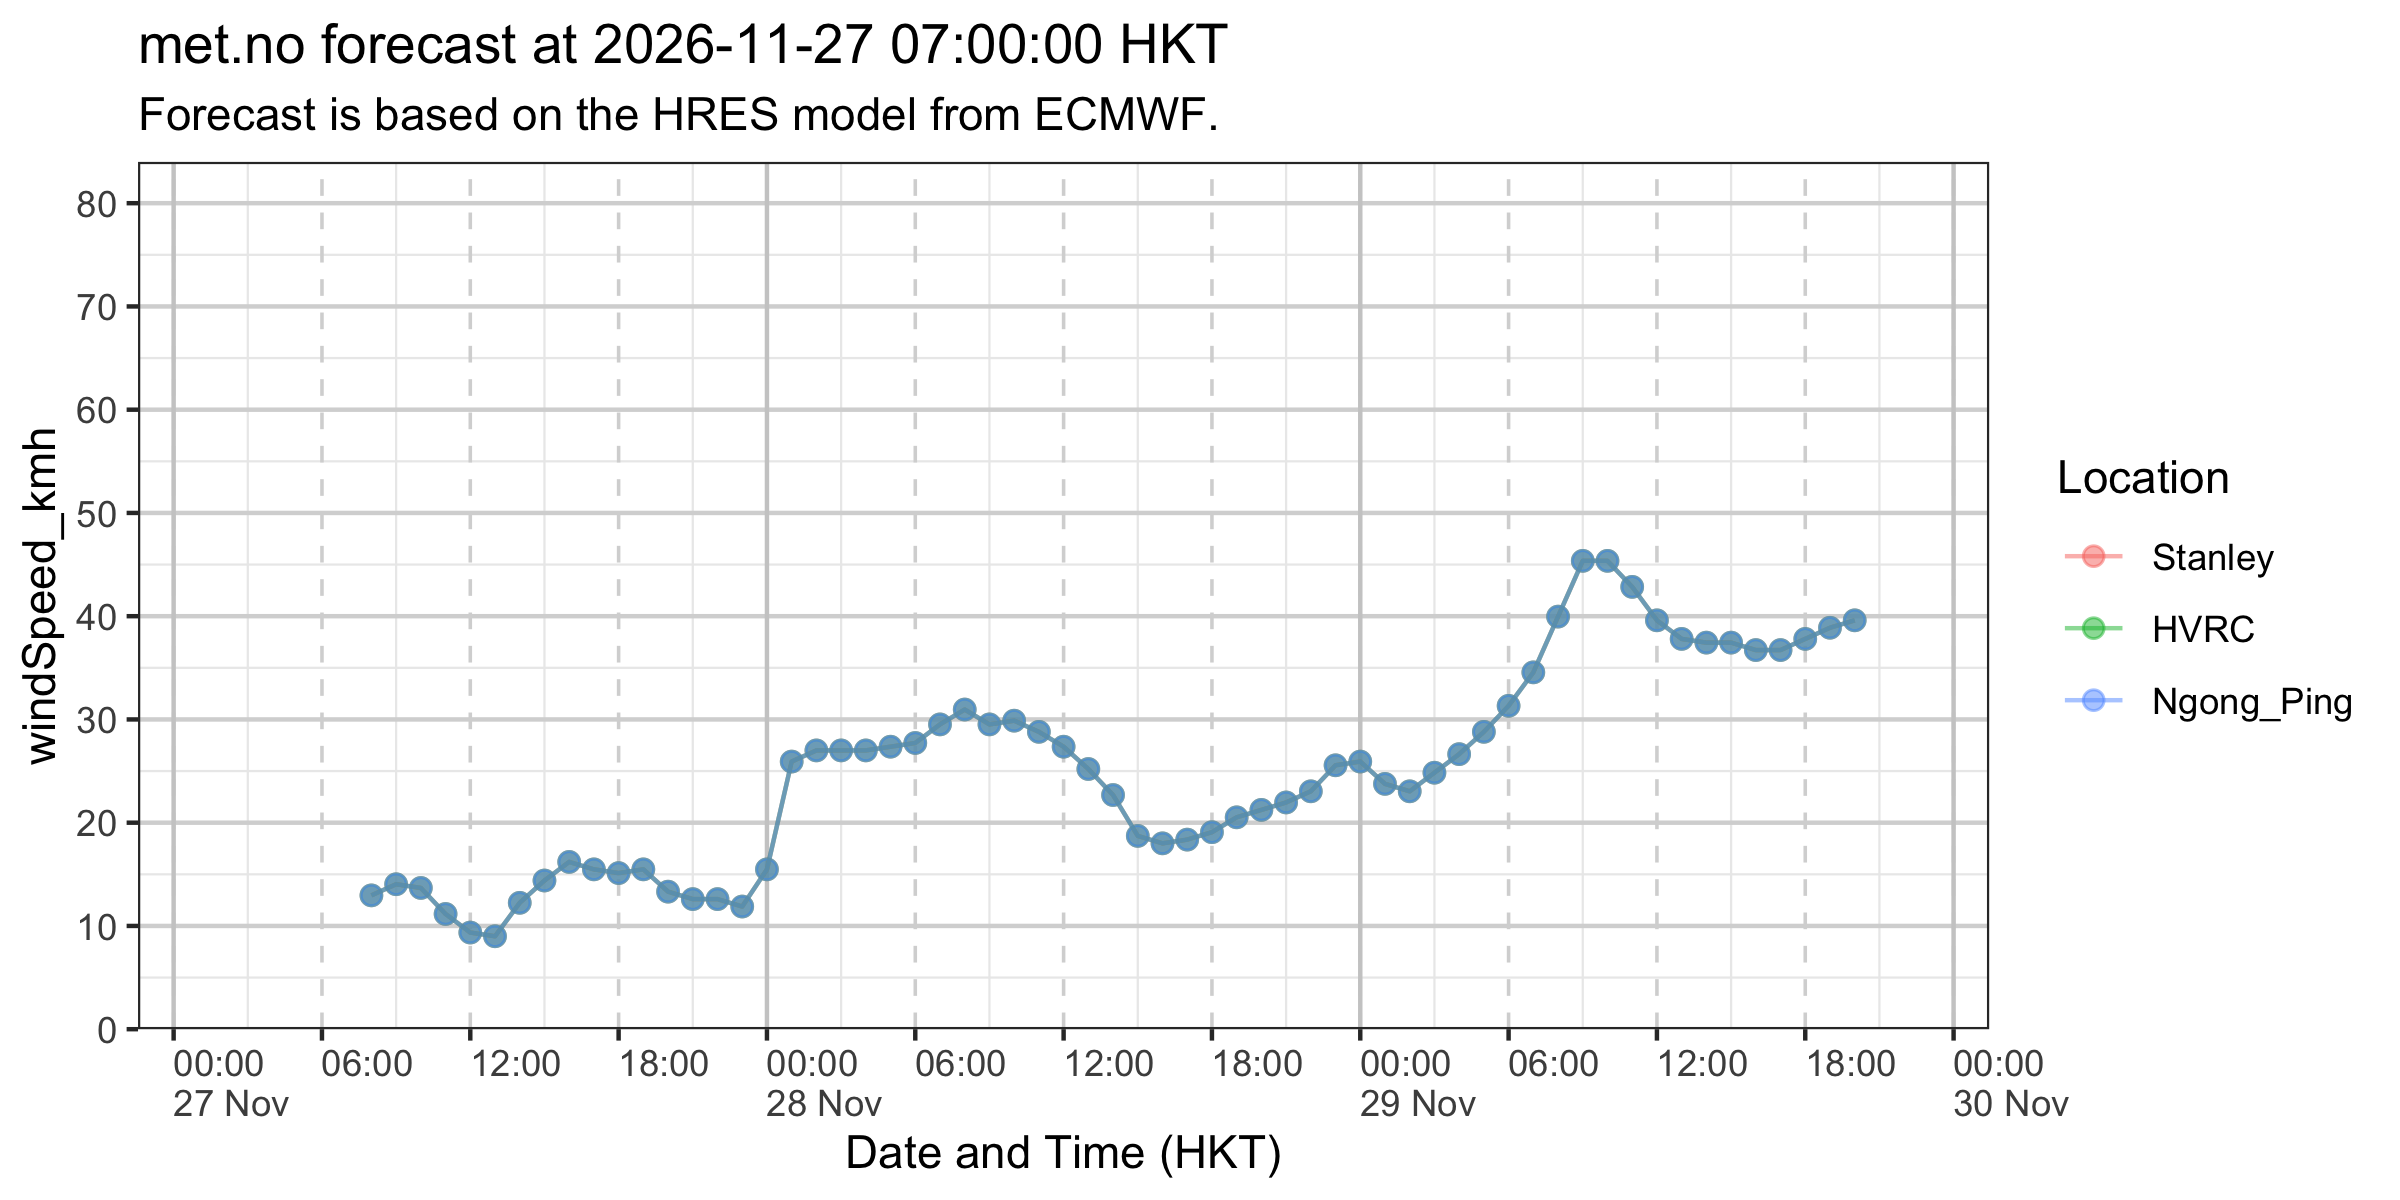 met.no forecast at 2026-11-27 07:00:00 HKT
Forecast is based on the HRES model from ECMWF.
windSpeed_kmh
80
70
60
50
40
30
20
10
0
00:00 06:00 12:00 18:00 00:00 06:00 12:00 18:00 00:00 06:00 12:00 18:00 00:00
27 Nov 28 Nov 29 Nov 30 Nov
Date and Time (HKT)
Location
Stanley
HVRC
Ngong_Ping